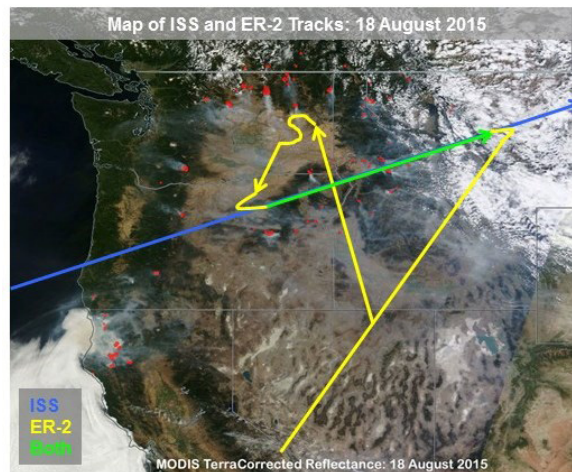 Map of ISS and ER-2 Tracks: 18 August 2015
ISS
ER-2
Both
MODIS TerraCorrected Reflectance: 18 August 2015